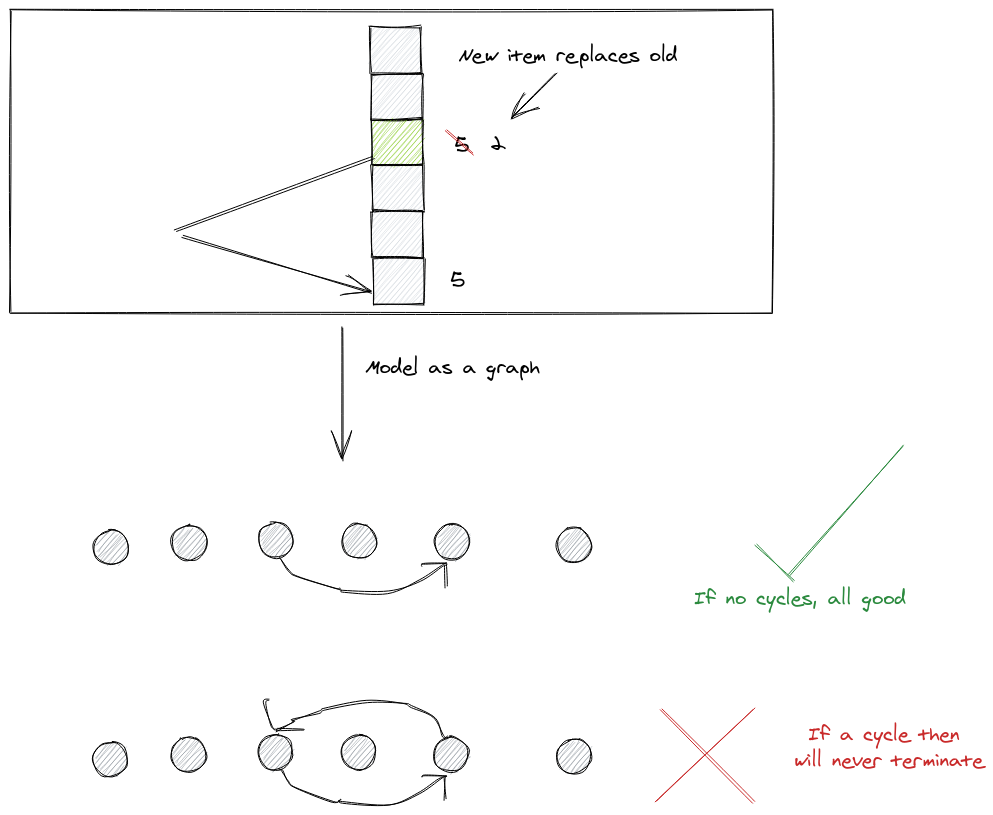 New item replaces old
5 2
5
Model as a graph
If no cycles, all good
If a cycle then
will never terminate